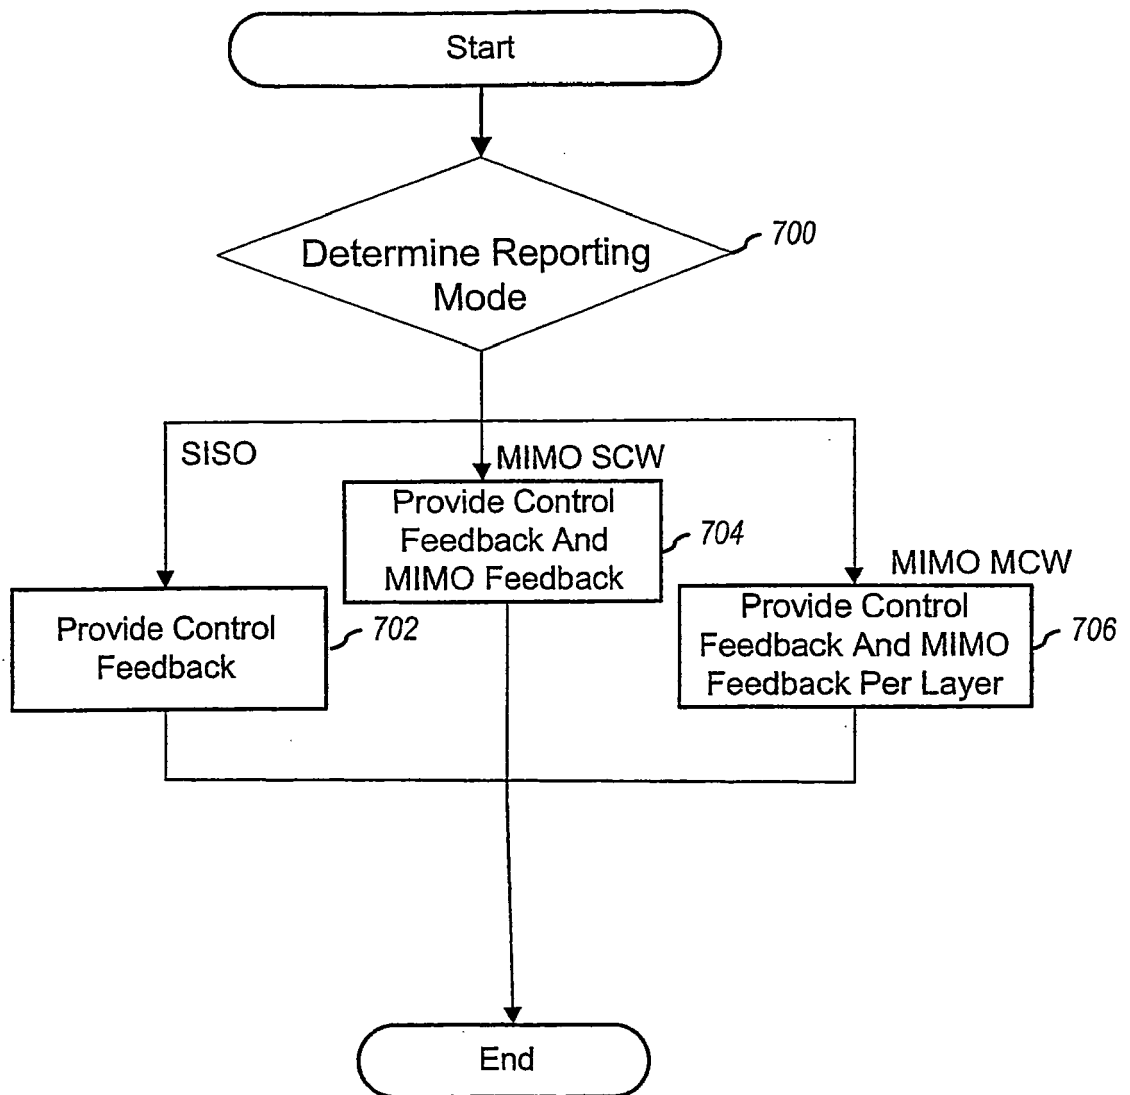 Start
Determine Reporting
Mode
700
SISO
MIMO SCW
Provide Control
Feedback And
MIMO Feedback
704
MIMO MCW
Provide Control
Feedback And MIMO
Feedback Per Layer
706
Provide Control
Feedback
702
End